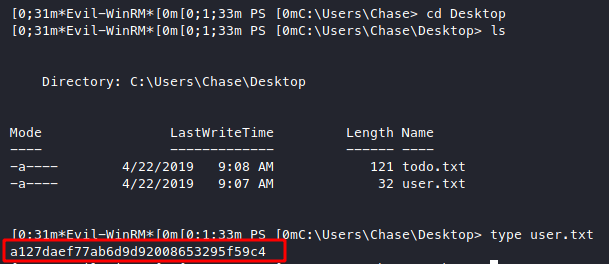 [0;31m*Evil-WinRM*[0m[0;1;33m PS [0mC:\Users\Chase> cd Desktop
[0;31m*Evil-WinRM*[0m[0;1;33m PS [0mC:\Users\Chase\Desktop> ls
Directory: C:\Users\Chase\Desktop
Mode LastWriteTime Length Name
---- ------------- ------ ----
-a---- 4/22/2019 9:08 AM 121 todo.txt
-a---- 4/22/2019 9:07 AM 32 user.txt
[0;31m*Evil-WinRM*[0m[0;1;33m PS [0mC:\Users\Chase\Desktop> type user.txt
a127daef77ab6d9d92008653295f59c4